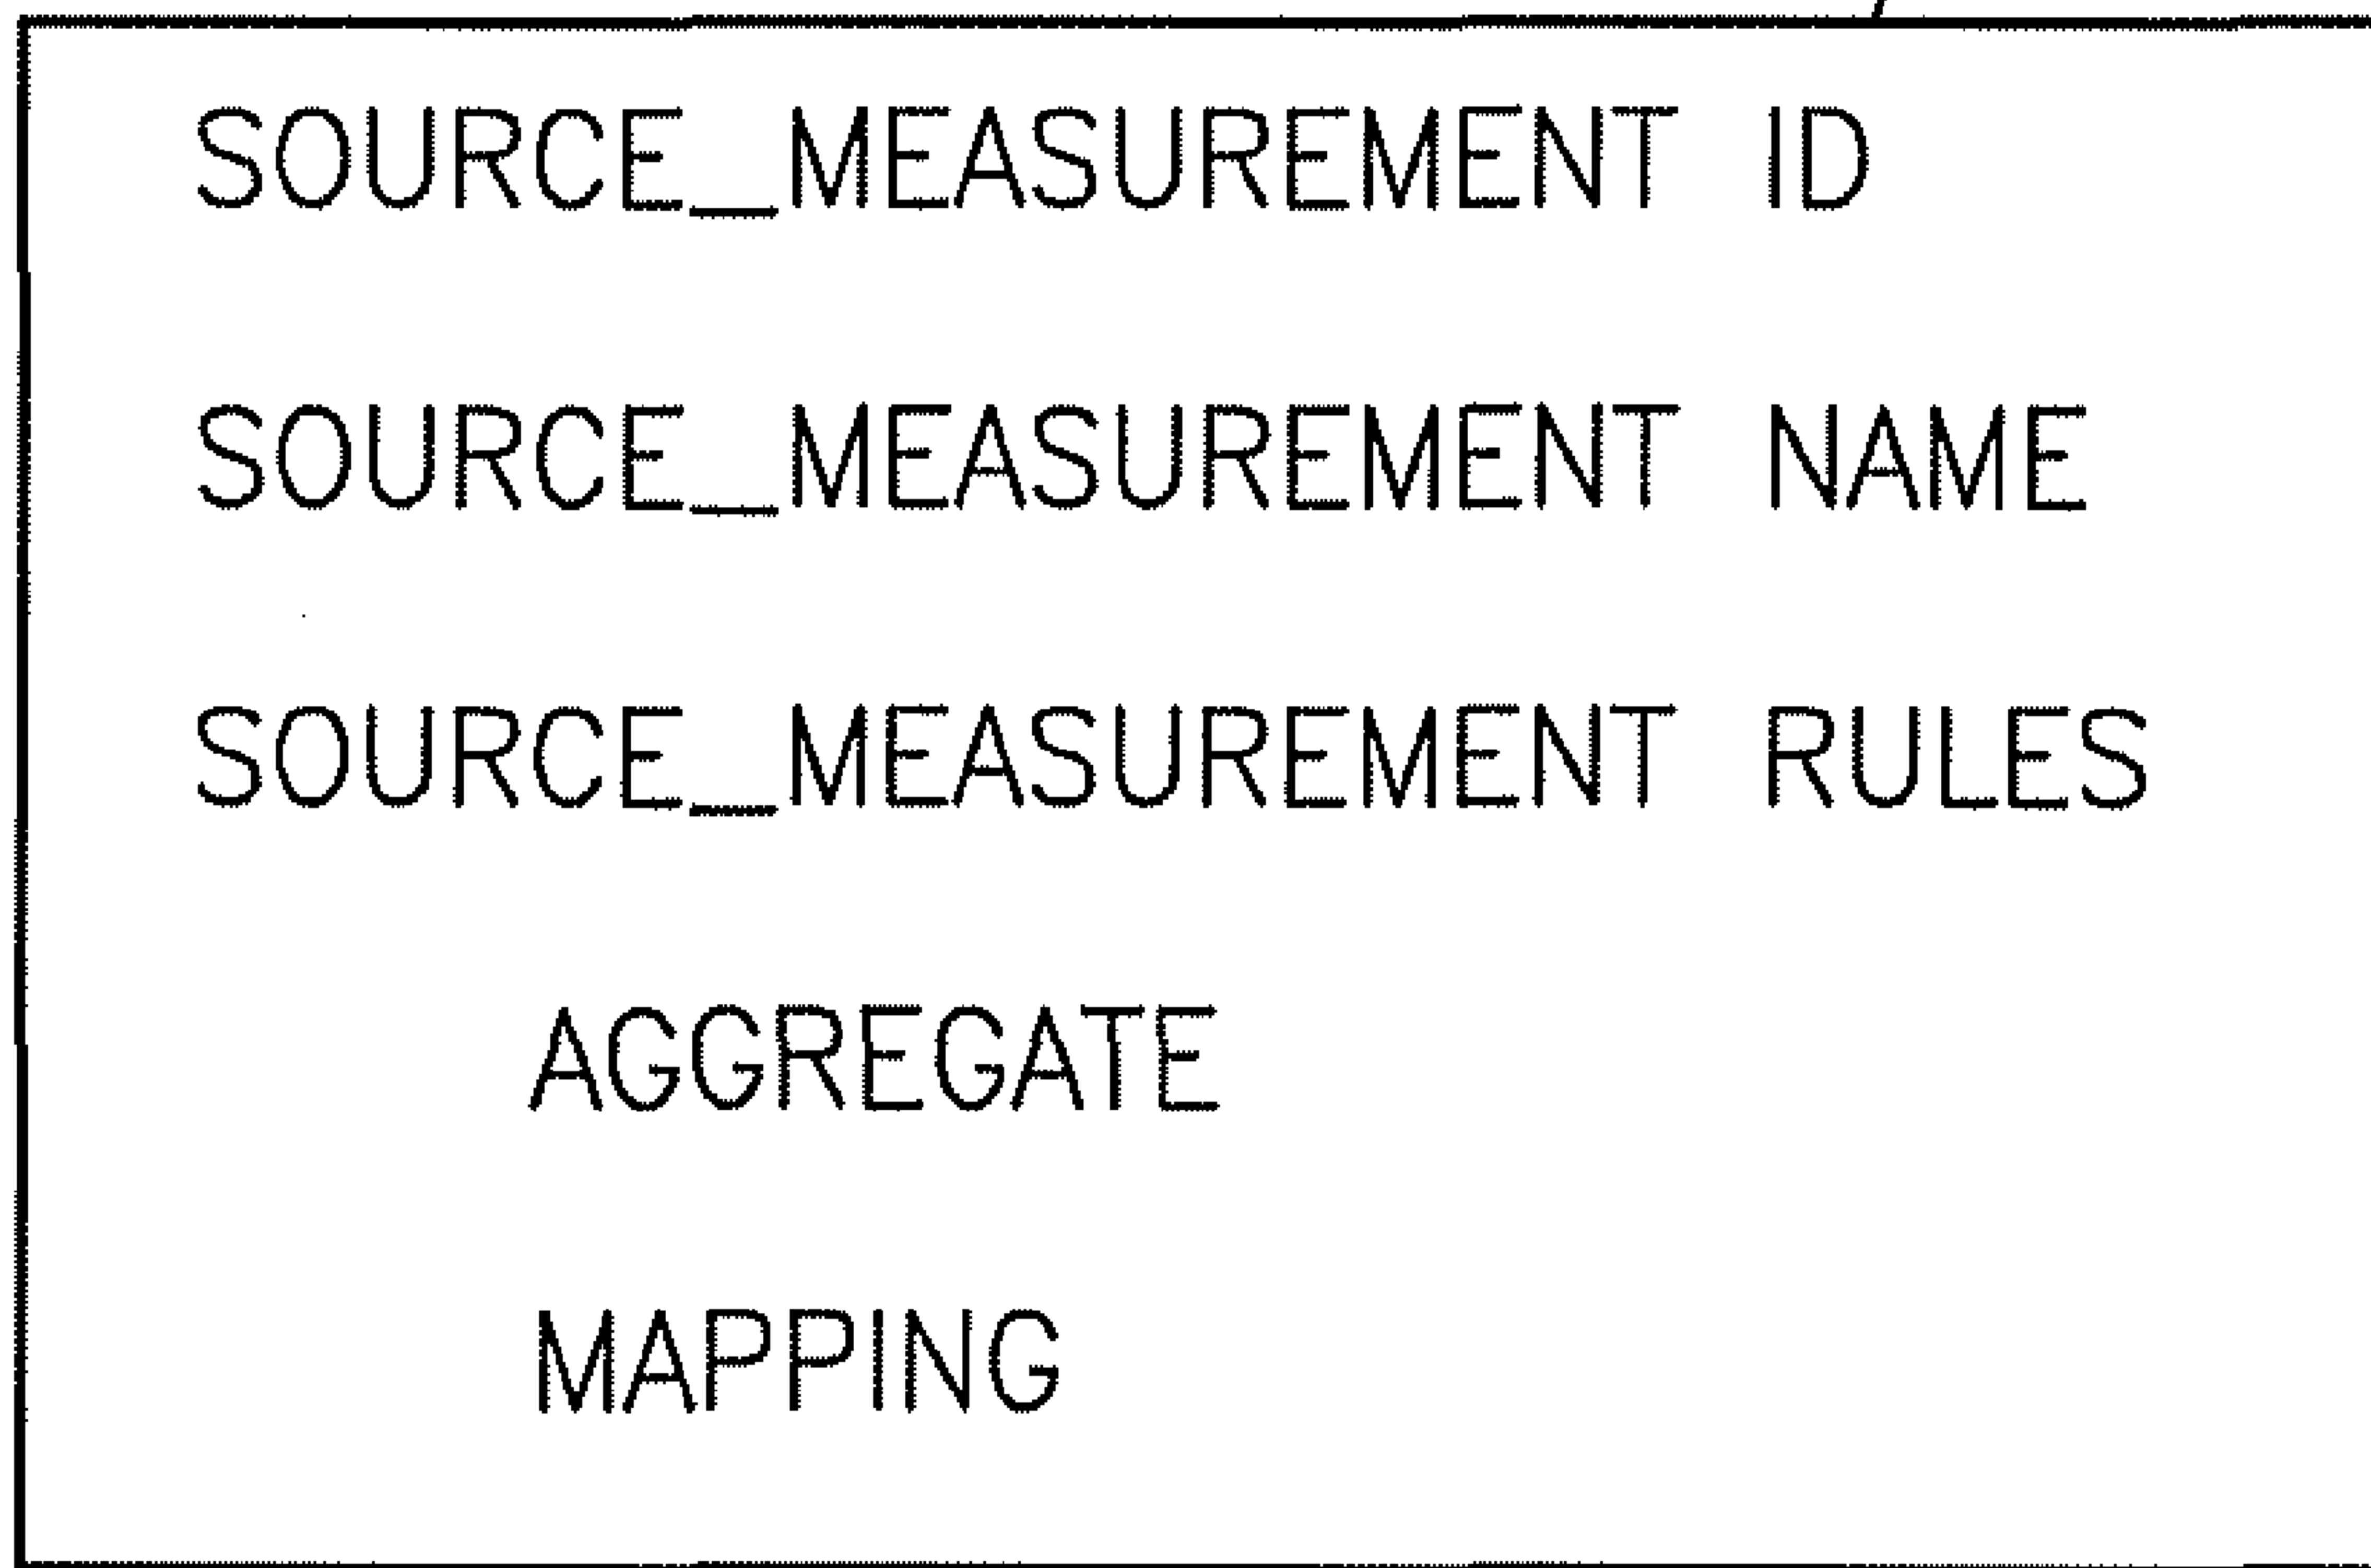 SOURCE_MEASUREMENT ID
SOURCE_MEASUREMENT NAME
SOURCE_MEASUREMENT RULES
AGGREGATE
MAPPING